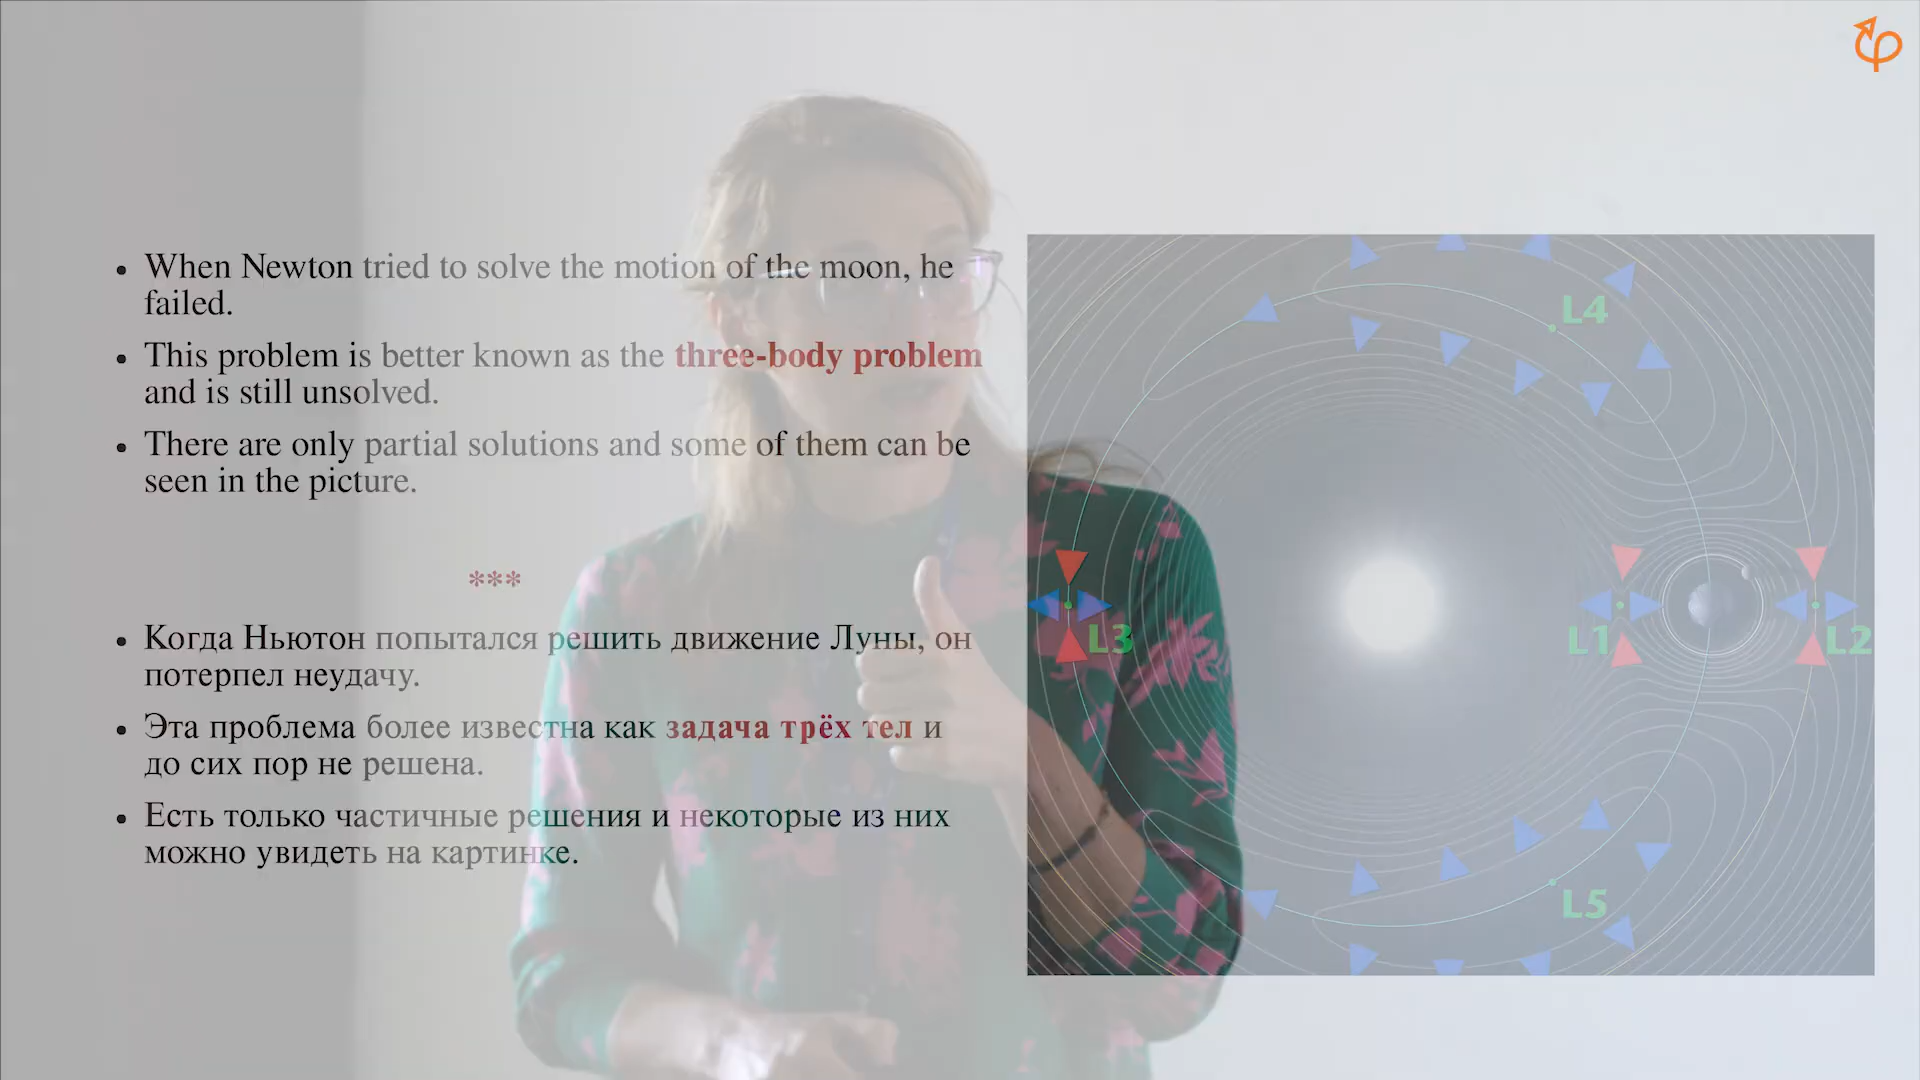 • When Newton tried to solve the motion of the moon, he
failed.
• This problem is better known as the three-body problem
and is still unsolved.
• There are only partial solutions and some of them can be
seen in the picture.
***
• Когда Ньютон попытался решить движение Луны, он
потерпел неудачу.
• Эта проблема более известна как задача трёх тел и
до сих пор не решена.
• Есть только частичные решения и некоторые из них
можно увидеть на картинке.
L4
L3
L1
L2
L5